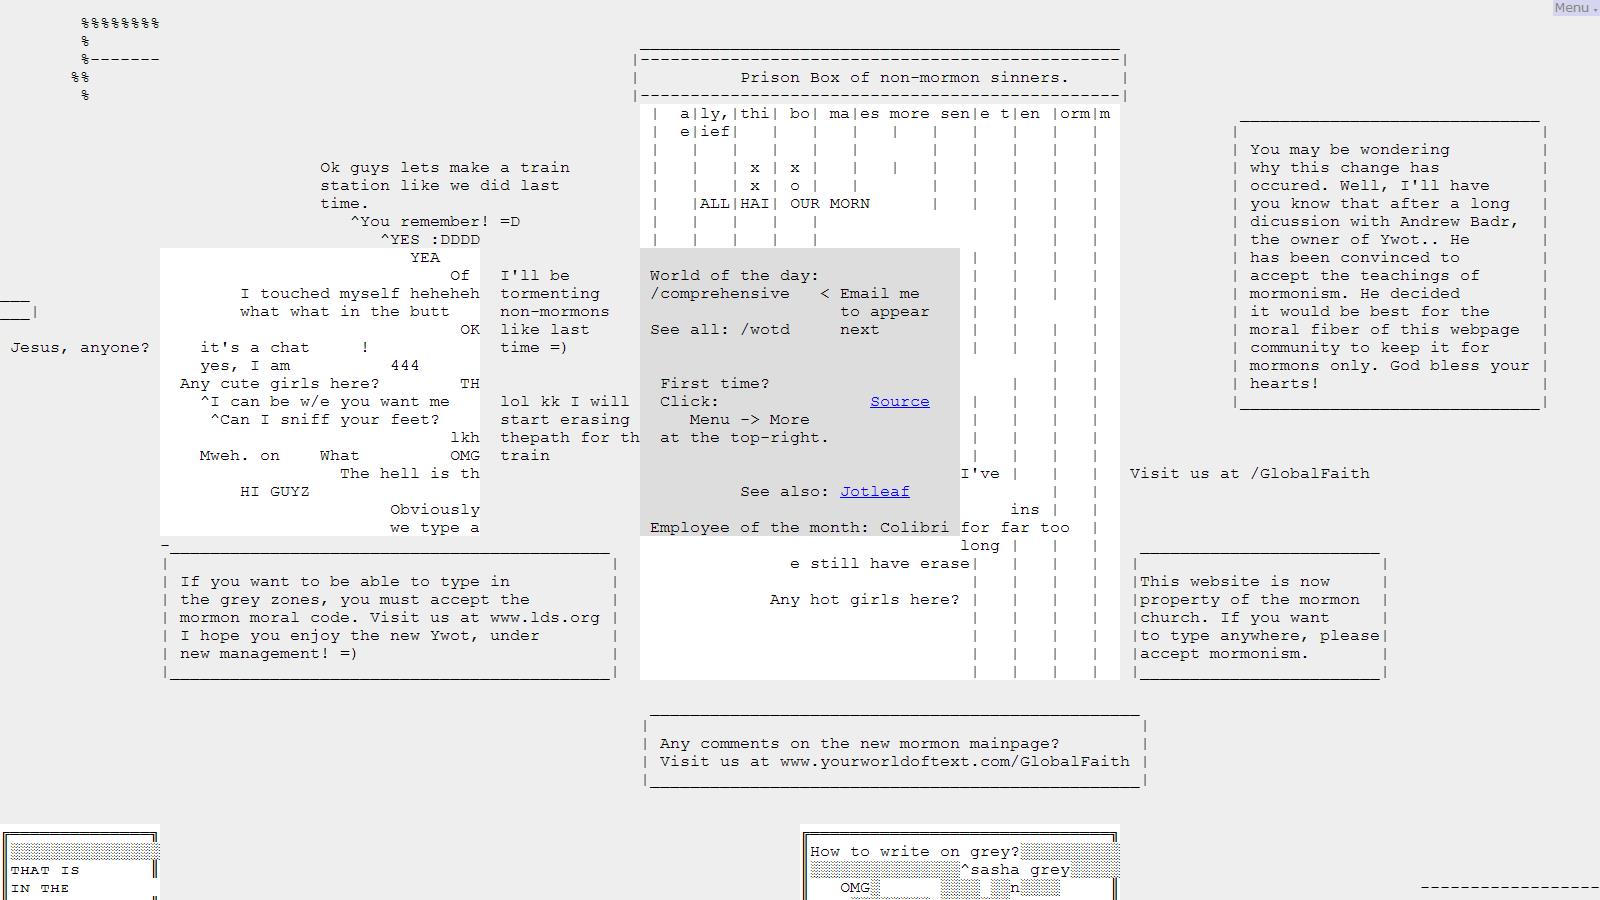 Menu
%%%%%%%%
%
%-------
%%
%
Prison Box of non-mormon sinners.
a|ly,|thi| bo| ma|es more sen|e t|en |orm|m
e|ief|
x | x
x | o
ALL|HAI| OUR MORN
Ok guys lets make a train
station like we did last
time.
^You remember! =D
^YES :DDDD
YEA
Of
I touched myself heheheh
what what in the butt
OK
it's a chat !
yes, I am 444
Any cute girls here? TH
^I can be w/e you want me
^Can I sniff your feet?
lkh
Mweh. on What OMG
The hell is th
HI GUYZ
Obviously
we type a
Jesus, anyone?
I'll be
tormenting
non-mormons
like last
time =)
lol kk I will
start erasing
thepath for th
train
World of the day:
/comprehensive < Email me
to appear
See all: /wotd next
First time?
Click: Source
Menu -> More
at the top-right.
See also: Jotleaf
Employee of the month: Colibri
I've
ins
for far too
long
e still have erase
Any hot girls here?
You may be wondering
why this change has
occured. Well, I'll have
you know that after a long
dicussion with Andrew Badr,
the owner of Ywot.. He
has been convinced to
accept the teachings of
mormonism. He decided
it would be best for the
moral fiber of this webpage
community to keep it for
mormons only. God bless your
hearts!
Visit us at /GlobalFaith
If you want to be able to type in
the grey zones, you must accept the
mormon moral code. Visit us at www.lds.org
I hope you enjoy the new Ywot, under
new management! =)
This website is now
property of the mormon
church. If you want
to type anywhere, please
accept mormonism.
Any comments on the new mormon mainpage?
Visit us at www.yourworldoftext.com/GlobalFaith
THAT IS
IN THE
How to write on grey?
^sasha grey
OMG n